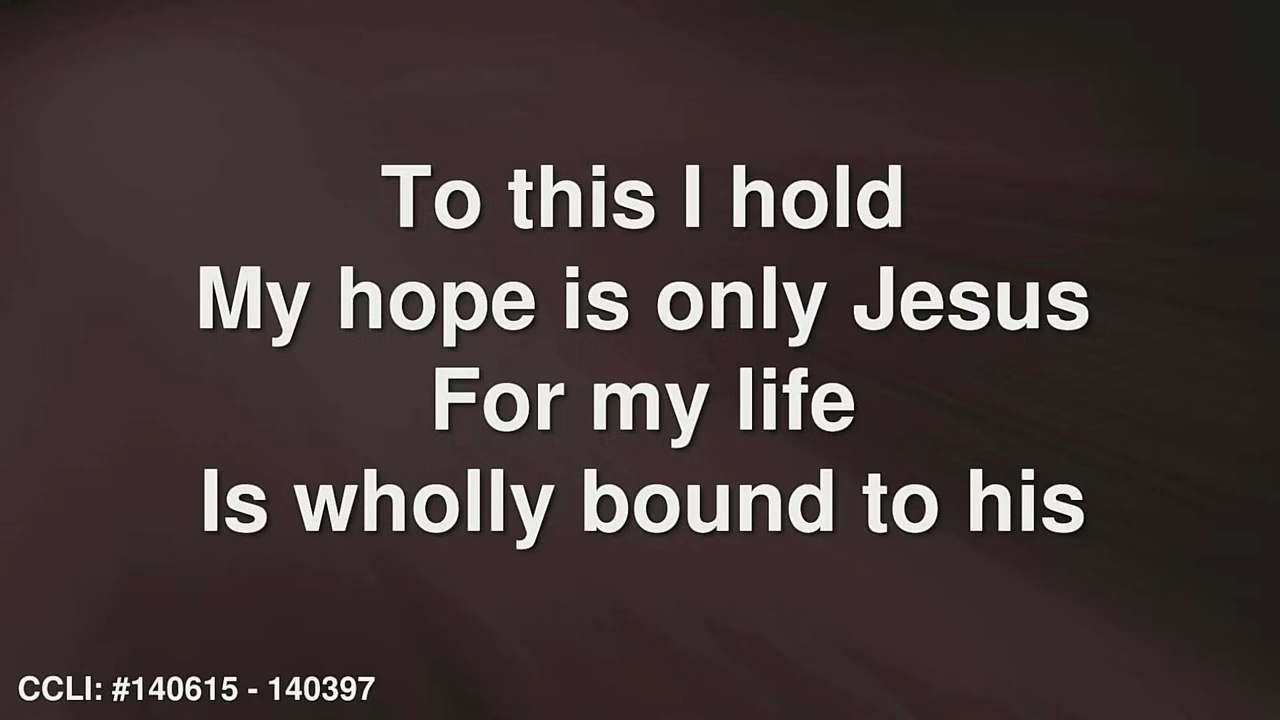 To this I hold
My hope is only Jesus
For my life
Is wholly bound to his
CCLI: #140615 - 140397